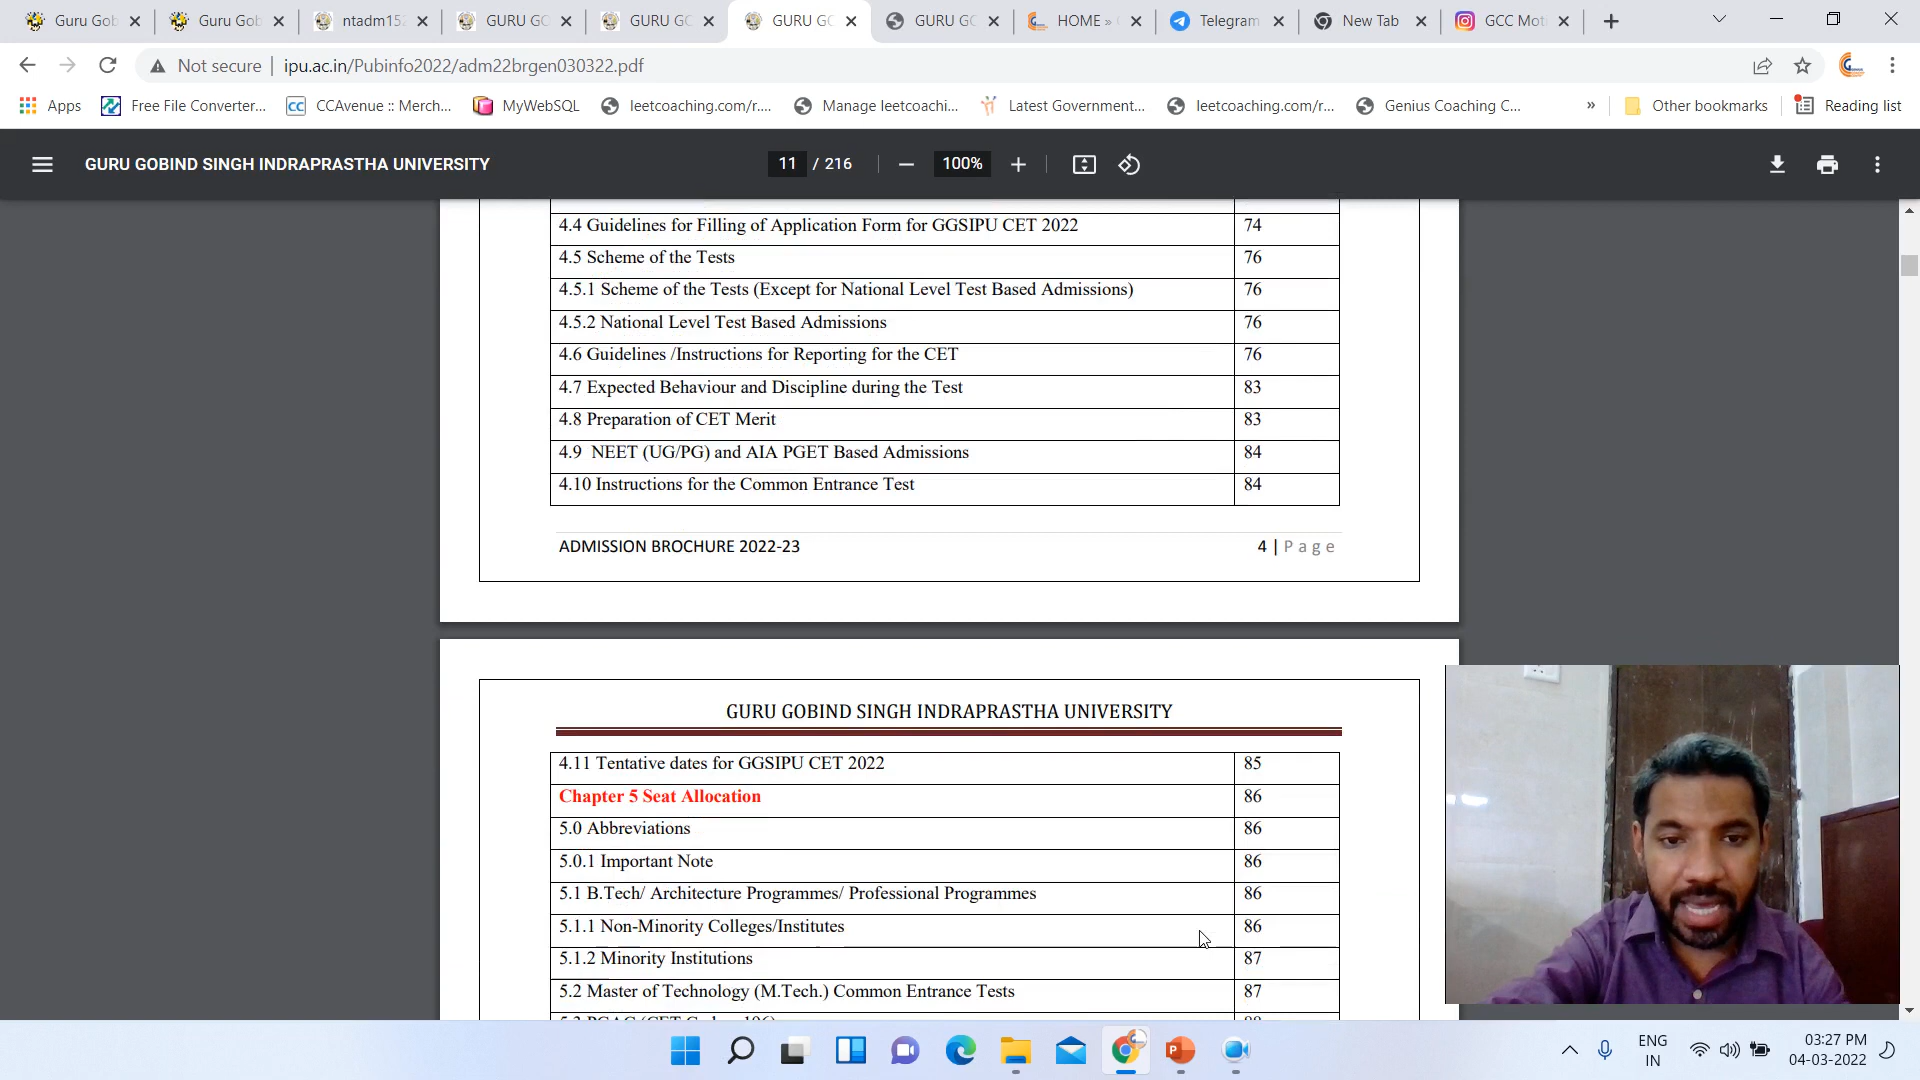 Guru Gob
Guru Gob
ntadm152
GURU GO
GURU GO
GURU GO
GURU GO
HOME »
Telegram
New Tab
GCC Mot
Not secure | ipu.ac.in/Pubinfo2022/adm22brgen030322.pdf
Apps
Free File Converter...
CCAvenue :: Merch...
MyWebSQL
leetcoaching.com/r....
Manage leetcoachi...
Latest Government...
leetcoaching.com/r...
Genius Coaching C...
»
Other bookmarks
Reading list
GURU GOBIND SINGH INDRAPRASTHA UNIVERSITY
11 / 216
100%
4.4 Guidelines for Filling of Application Form for GGSIPU CET 2022 74
4.5 Scheme of the Tests 76
4.5.1 Scheme of the Tests (Except for National Level Test Based Admissions) 76
4.5.2 National Level Test Based Admissions 76
4.6 Guidelines /Instructions for Reporting for the CET 76
4.7 Expected Behaviour and Discipline during the Test 83
4.8 Preparation of CET Merit 83
4.9 NEET (UG/PG) and AIA PGET Based Admissions 84
4.10 Instructions for the Common Entrance Test 84
ADMISSION BROCHURE 2022-23 4 | Page
GURU GOBIND SINGH INDRAPRASTHA UNIVERSITY
4.11 Tentative dates for GGSIPU CET 2022 85
Chapter 5 Seat Allocation 86
5.0 Abbreviations 86
5.0.1 Important Note 86
5.1 B.Tech/ Architecture Programmes/ Professional Programmes 86
5.1.1 Non-Minority Colleges/Institutes 86
5.1.2 Minority Institutions 87
5.2 Master of Technology (M.Tech.) Common Entrance Tests 87
ENG
IN
03:27 PM
04-03-2022